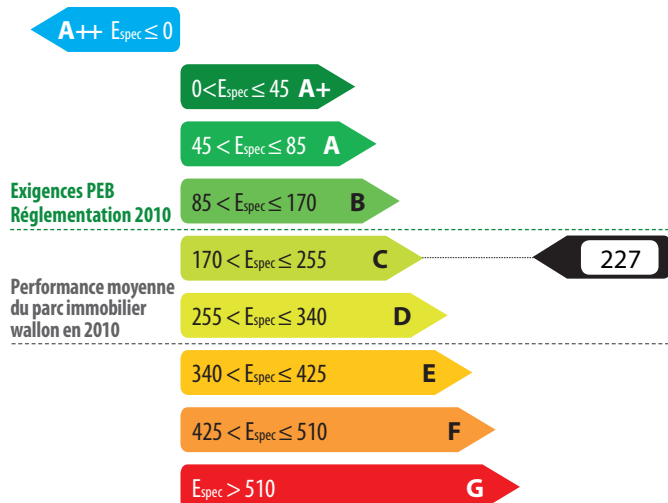 A++ Espec ≤ 0
0<Espec ≤ 45 A+
45 < Espec ≤ 85 A
Exigences PEB
Réglementation 2010
85 < Espec ≤ 170 B
170 < Espec ≤ 255 C
227
Performance moyenne
du parc immobilier
wallon en 2010
255 < Espec ≤ 340 D
340 < Espec ≤ 425 E
425 < Espec ≤ 510 F
Espec > 510 G